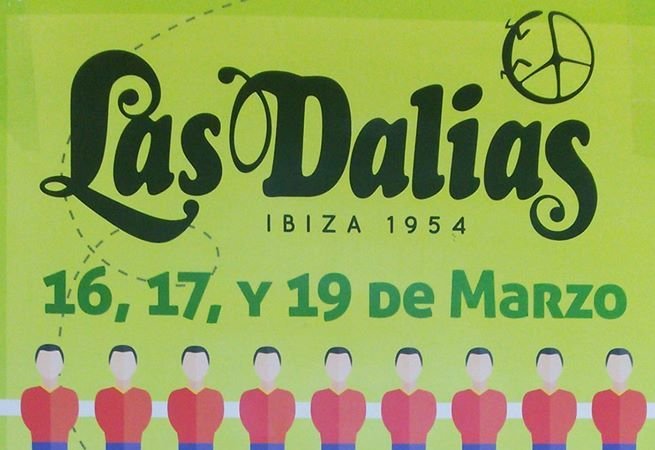 Las Dalias
IBIZA 1954
16, 17, Y 19 DE MARZO